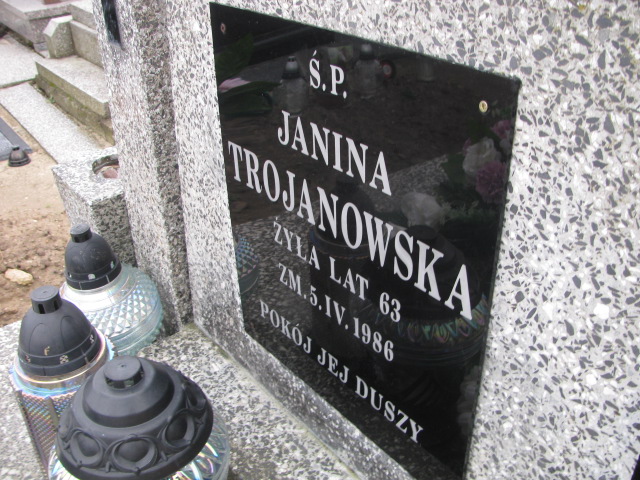 Ś.P.
JANINA
TROJANOWSKA
ŻYŁA LAT 63
ZM. 5. IV. 1986
POKÓJ JEJ DUSZY